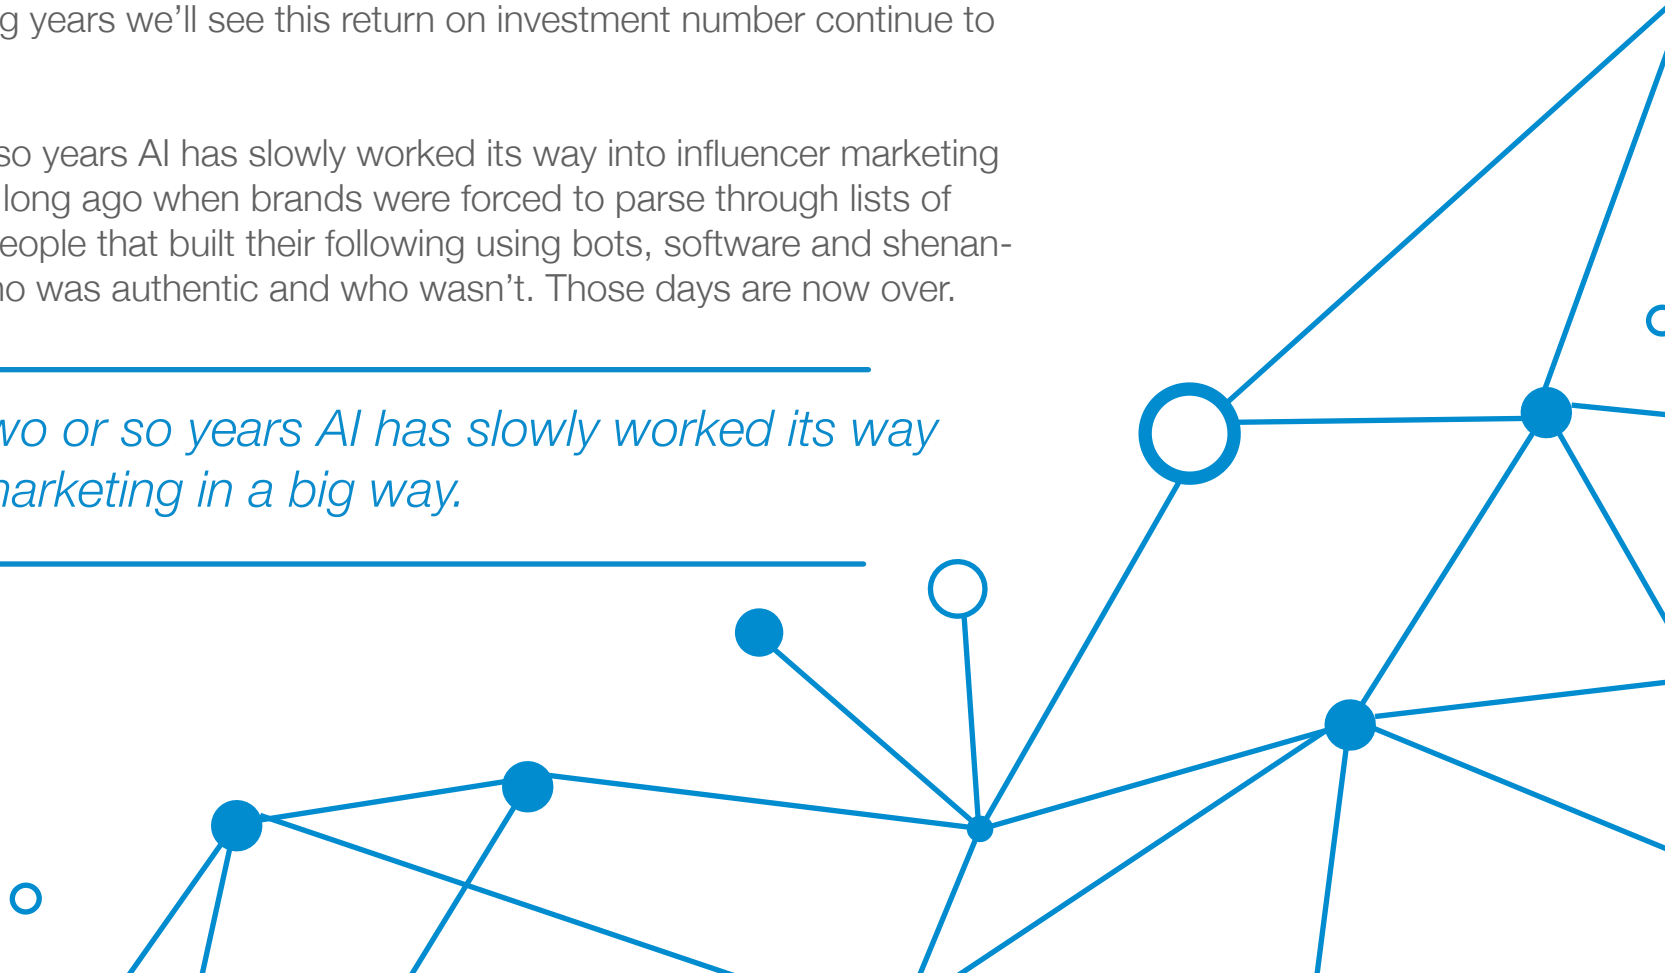 years we’ll see this return on investment number continue to
so years AI has slowly worked its way into influencer marketing
long ago when brands were forced to parse through lists of
that built their following using bots, software and shenan-
was authentic and who wasn’t. Those days are now over.
or so years AI has slowly worked its way
in a big way.